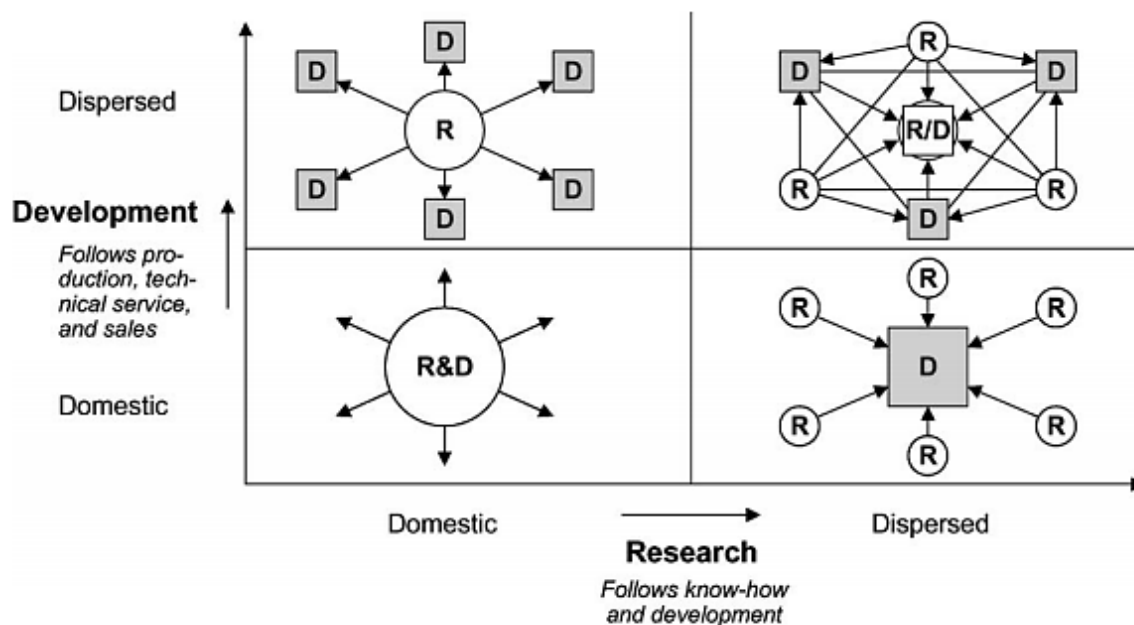 D
D
D
R
D
D
D
R
D
D
R/D
R
R
D
Dispersed
Development
Follows pro-
duction, tech-
nical service,
and sales
Domestic
R&D
R
R
R
D
R
R
R
Domestic
Dispersed
Research
Follows know-how
and development